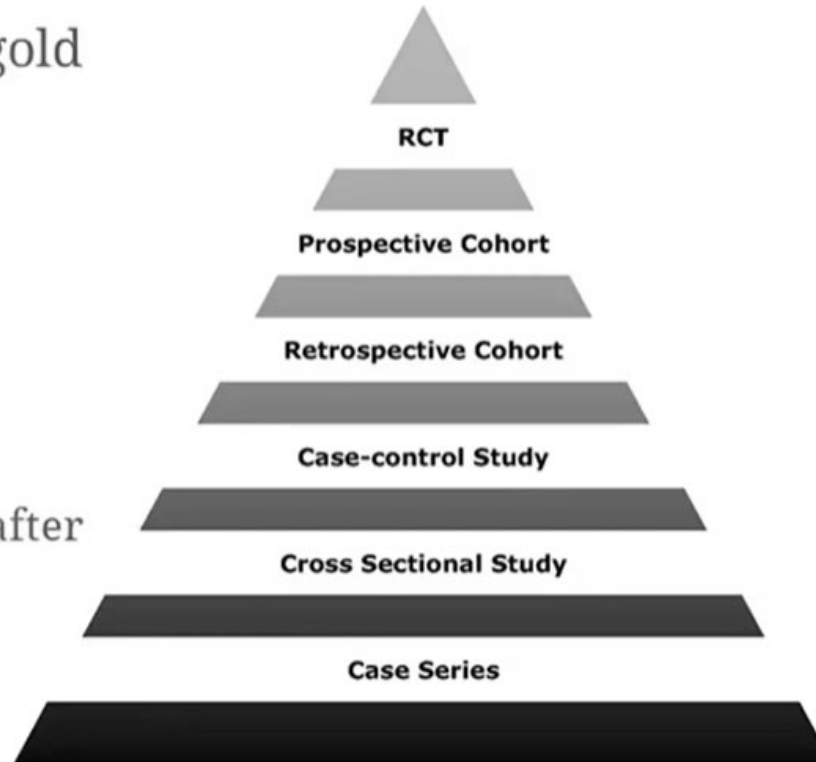 gold
RCT
Prospective Cohort
Retrospective Cohort
Case-control Study
after
Cross Sectional Study
Case Series